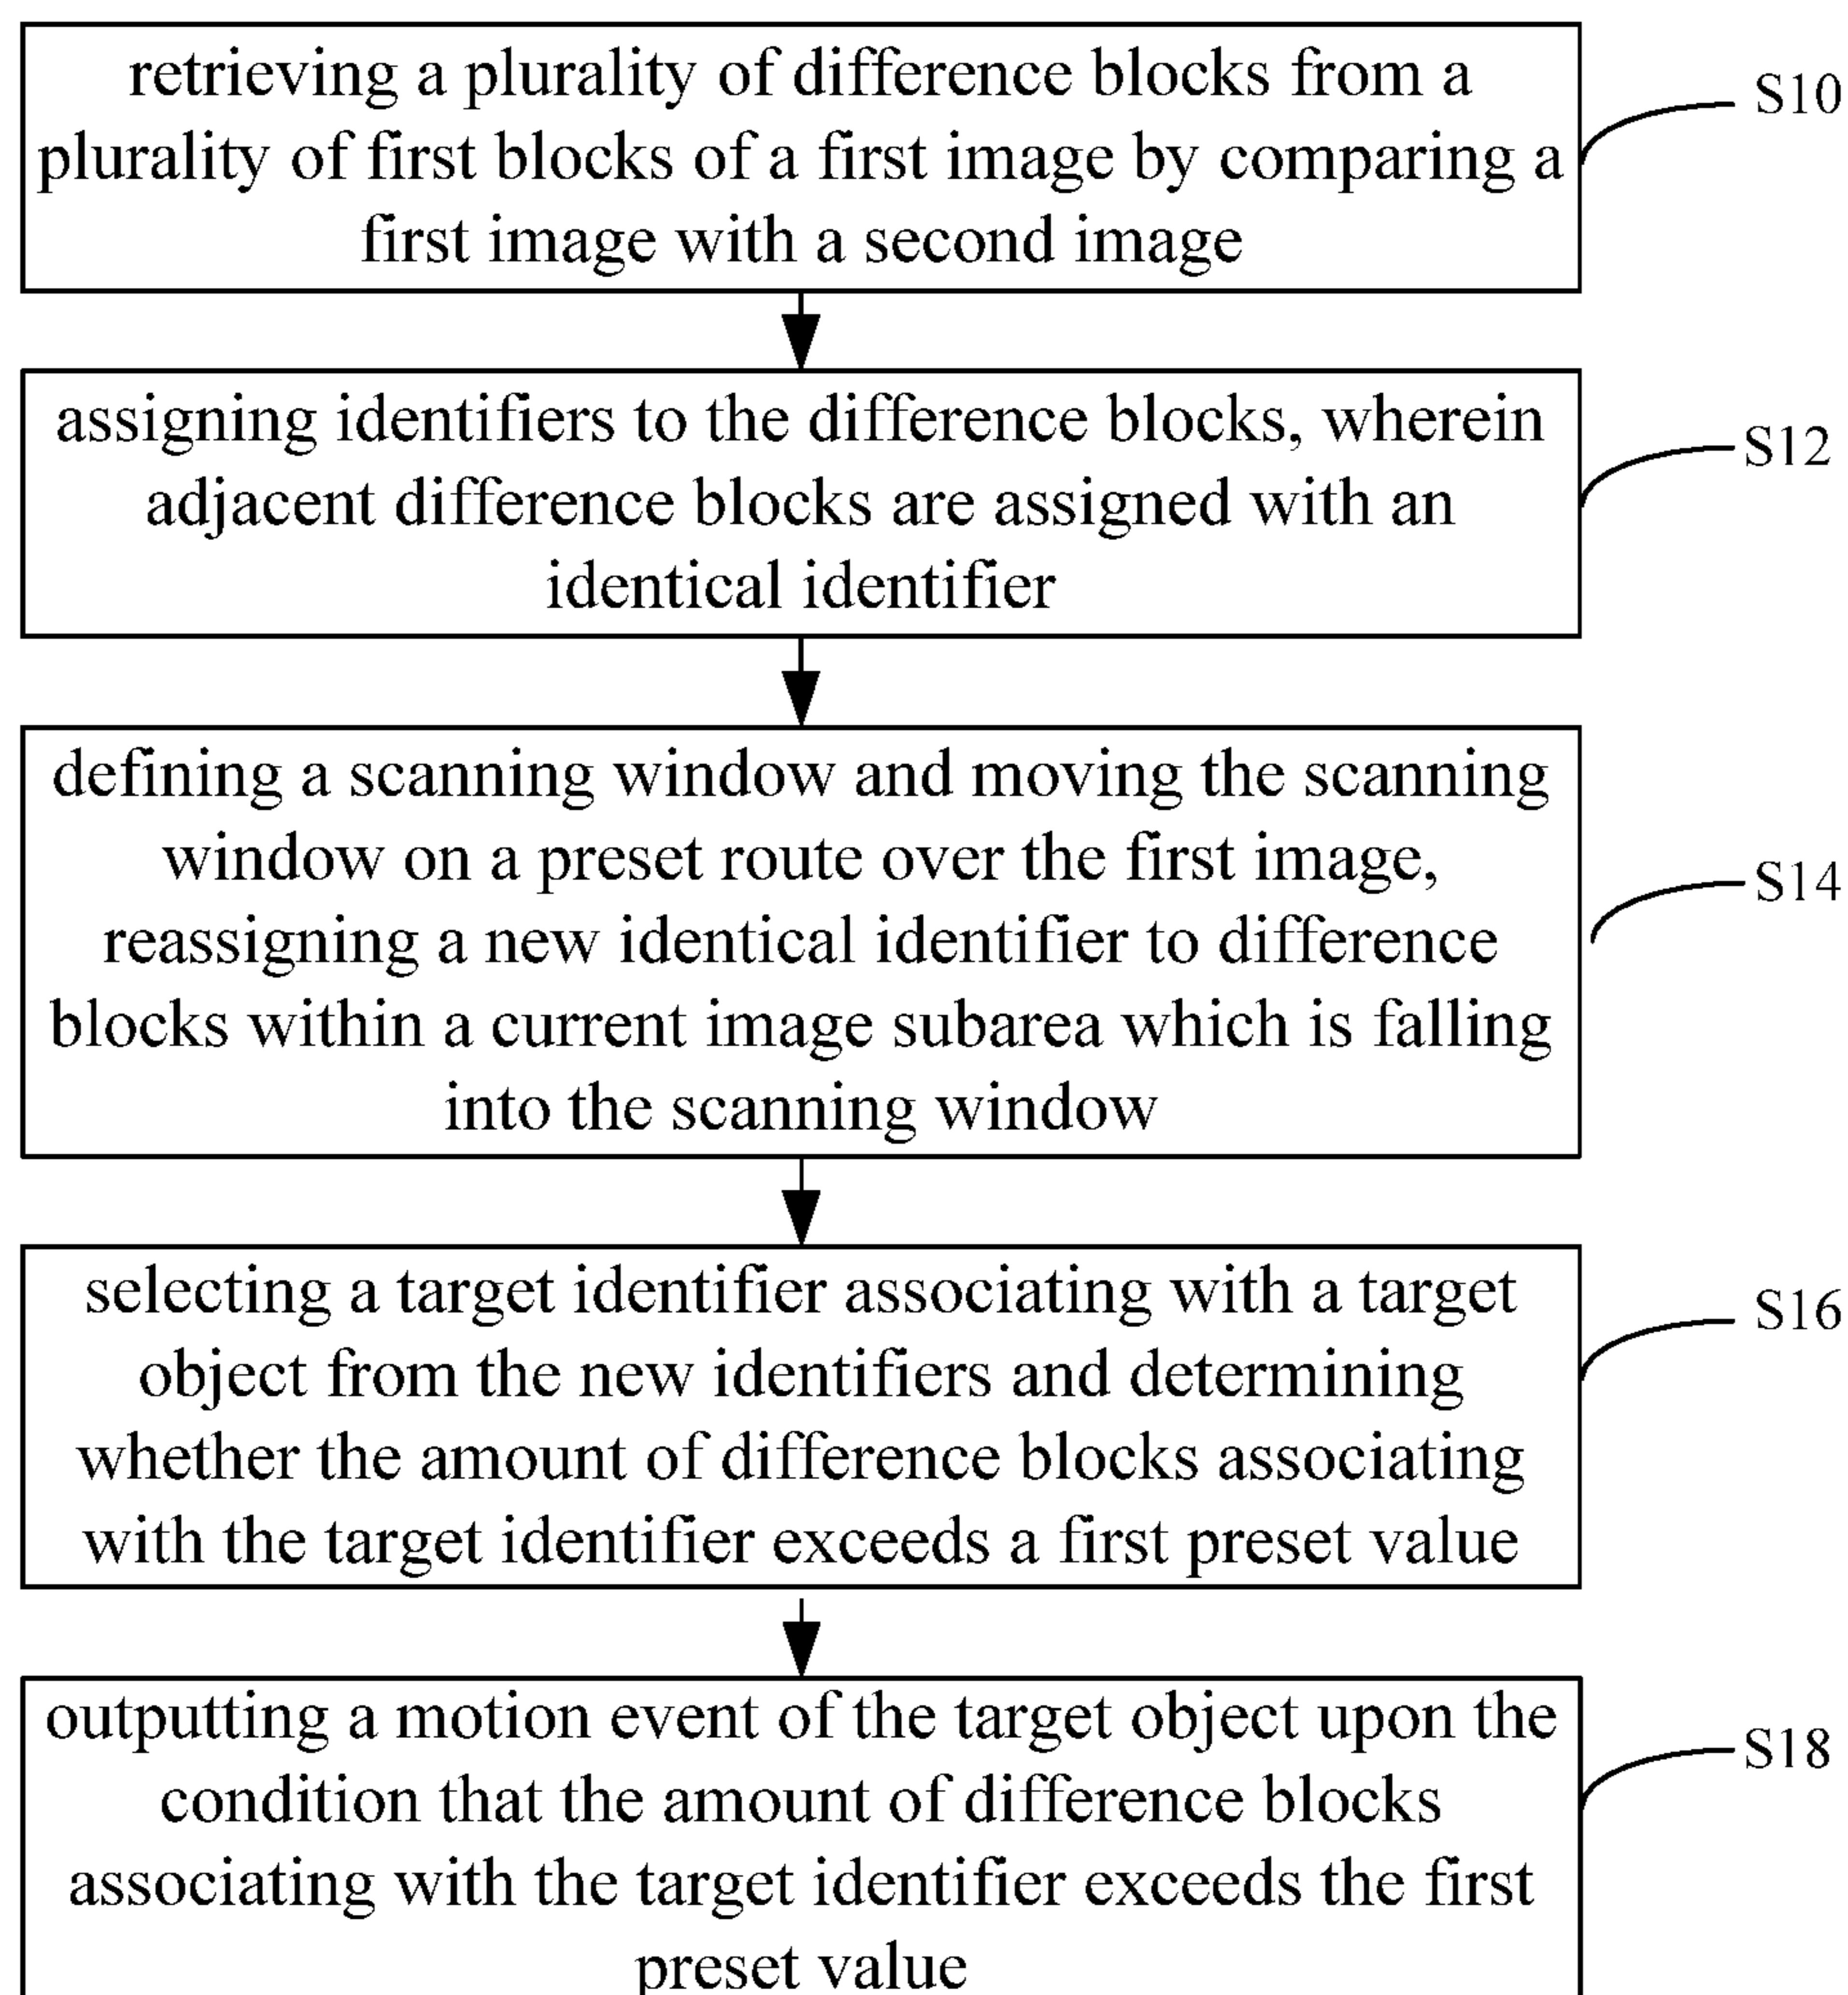 retrieving a plurality of difference blocks from a
plurality of first blocks of a first image by comparing a
first image with a second image
S10
assigning identifiers to the difference blocks, wherein
adjacent difference blocks are assigned with an
identical identifier
S12
defining a scanning window and moving the scanning
window on a preset route over the first image,
reassigning a new identical identifier to difference
blocks within a current image subarea which is falling
into the scanning window
S14
selecting a target identifier associating with a target
object from the new identifiers and determining
whether the amount of difference blocks associating
with the target identifier exceeds a first preset value
S16
outputting a motion event of the target object upon the
condition that the amount of difference blocks
associating with the target identifier exceeds the first
preset value
S18